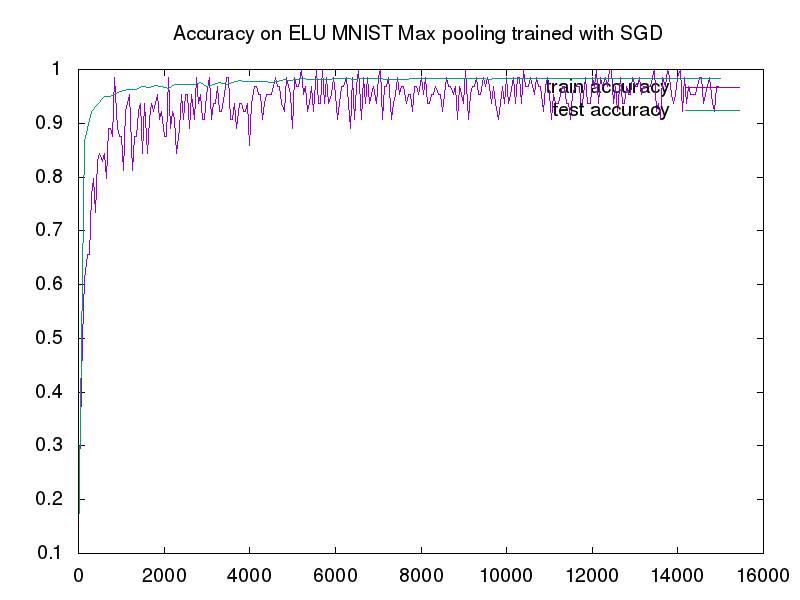 Accuracy on ELU MNIST Max pooling trained with SGD
1
train accuracy
test accuracy
0.9
0.8
0.7
0.6
0.5
0.4
0.3
0.2
0.1
0 2000 4000 6000 8000 10000 12000 14000 16000